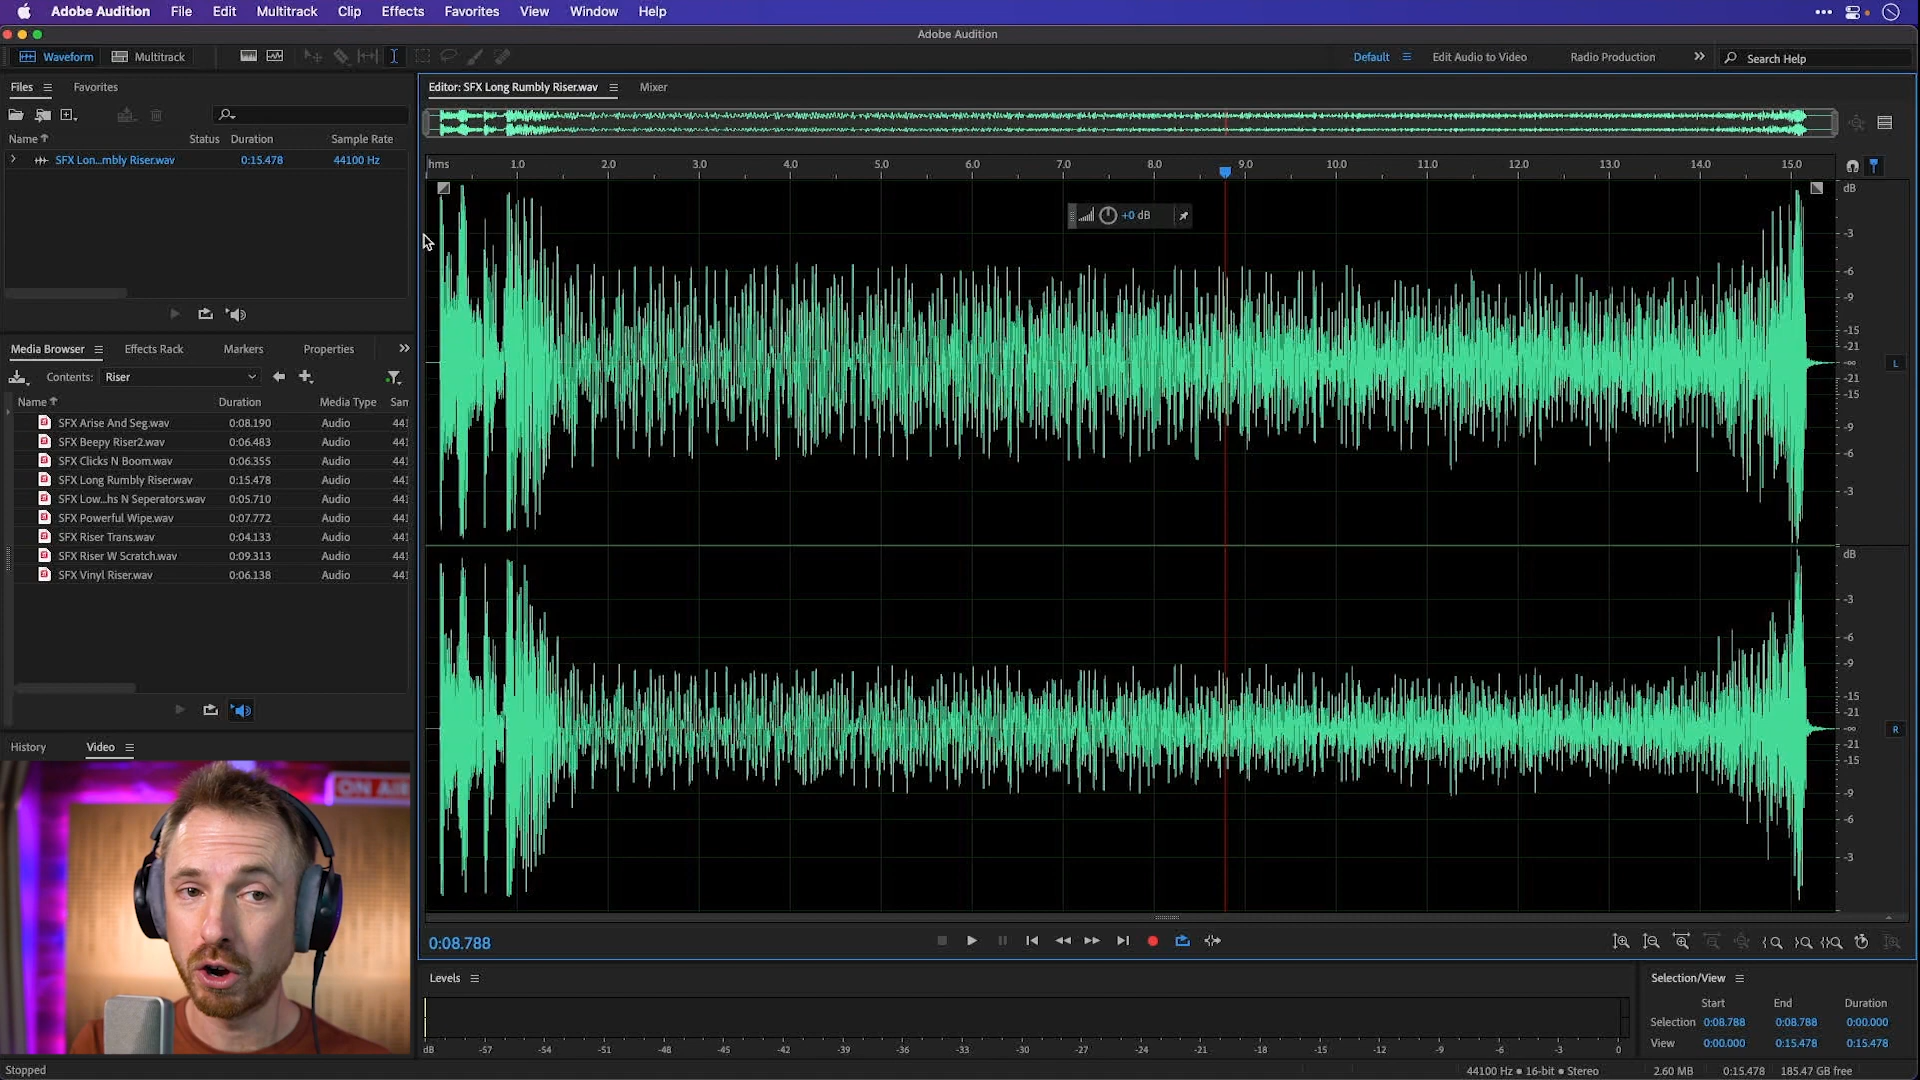 Adobe Audition File Edit Multitrack Clip Effects Favorites View Window Help
Adobe Audition
Waveform Multitrack Default Edit Audio to Video Radio Production Search Help
Files Favorites
Name Status Duration Sample Rate
SFX Lon...mbly Riser.wav 0:15.478 44100 Hz
Media Browser Effects Rack Markers Properties
Contents: Riser
Name Duration Media Type Sam
SFX Arise And Seg.wav 0:08.190 Audio 441
SFX Beepy Riser2.wav 0:06.483 Audio 441
SFX Clicks N Boom.wav 0:06.355 Audio 441
SFX Long Rumbly Riser.wav 0:15.478 Audio 441
SFX Low...hs N Seperators.wav 0:05.710 Audio 441
SFX Powerful Wipe.wav 0:07.772 Audio 441
SFX Riser Trans.wav 0:04.133 Audio 441
SFX Riser W Scratch.wav 0:09.313 Audio 441
SFX Vinyl Riser.wav 0:06.138 Audio 441
History Video
ON AIR
Editor: SFX Long Rumbly Riser.wav Mixer
hms 1.0 2.0 3.0 4.0 5.0 6.0 7.0 8.0 9.0 10.0 11.0 12.0 13.0 14.0 15.0
+0 dB
dB
-3
-6
-9
-15
-21
-∞
-21
-15
-9
-6
-3
L
dB
-3
-6
-9
-15
-21
-∞
-21
-15
-9
-6
-3
R
0:08.788
Levels
dB -57 -54 -51 -48 -45 -42 -39 -36 -33 -30 -27 -24 -21 -18 -15 -12 -9 -6 -3 0
Selection/View
Start End Duration
Selection 0:08.788 0:08.788 0:00.000
View 0:00.000 0:15.478 0:15.478
Stopped 44100 Hz • 16-bit • Stereo 2.60 MB 0:15.478 185.47 GB free